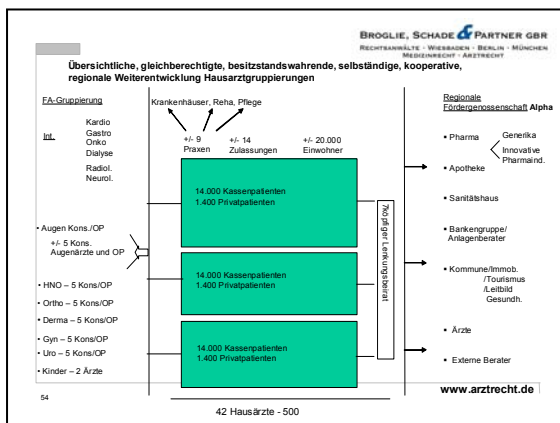 BROGLIE, SCHADE & PARTNER GBR
RECHTSANWÄLTE · WIESBADEN · BERLIN · MÜNCHEN
MEDIZINRECHT · ARZTRECHT
Übersichtliche, gleichberechtigte, besitzstandswahrende, selbständige, kooperative,
regionale Weiterentwicklung Hausarztgruppierungen
FA-Gruppierung
Int.
Kardio
Gastro
Onko
Dialyse
Radiol.
Neurol.
• Augen Kons./OP
+/- 5 Kons.
Augenärzte und OP
• HNO – 5 Kons/OP
• Ortho – 5 Kons/OP
• Derma – 5 Kons/OP
• Gyn – 5 Kons/OP
• Uro – 5 Kons/OP
• Kinder – 2 Ärzte
Krankenhäuser, Reha, Pflege
+/- 9
Praxen
+/- 14
Zulassungen
+/- 20.000
Einwohner
14.000 Kassenpatienten
1.400 Privatpatienten
14.000 Kassenpatienten
1.400 Privatpatienten
14.000 Kassenpatienten
1.400 Privatpatienten
7köpfiger Lenkungsbeirat
Regionale
Fördergenossenschaft Alpha
• Pharma
Generika
Innovative
Pharmaind.
• Apotheke
• Sanitätshaus
• Bankengruppe/
Anlagenberater
• Kommune/Immob.
/Tourismus
/Leitbild
Gesundh.
• Ärzte
• Externe Berater
54
42 Hausärzte - 500
www.arztrecht.de